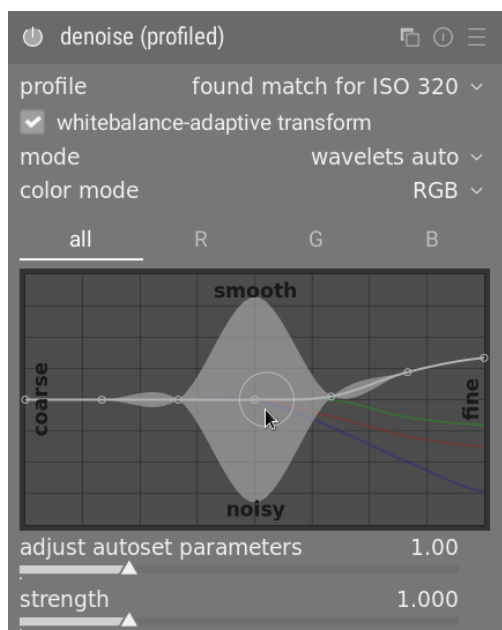 denoise (profiled)
profile found match for ISO 320
whitebalance-adaptive transform
mode wavelets auto
color mode RGB
all R G B
smooth
coarse
fine
noisy
adjust autoset parameters 1.00
strength 1.000